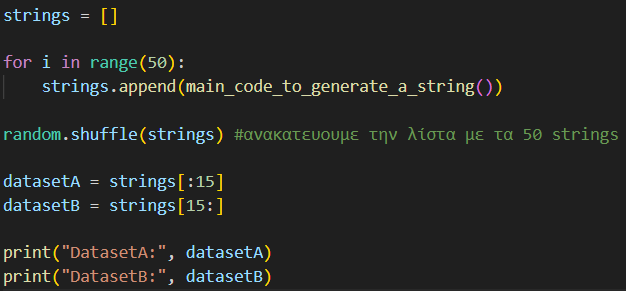 strings = []
for i in range(50):
    strings.append(main_code_to_generate_a_string())
random.shuffle(strings) #ανακατευουμε την λίστα με τα 50 strings
datasetA = strings[:15]
datasetB = strings[15:]
print("DatasetA:", datasetA)
print("DatasetB:", datasetB)